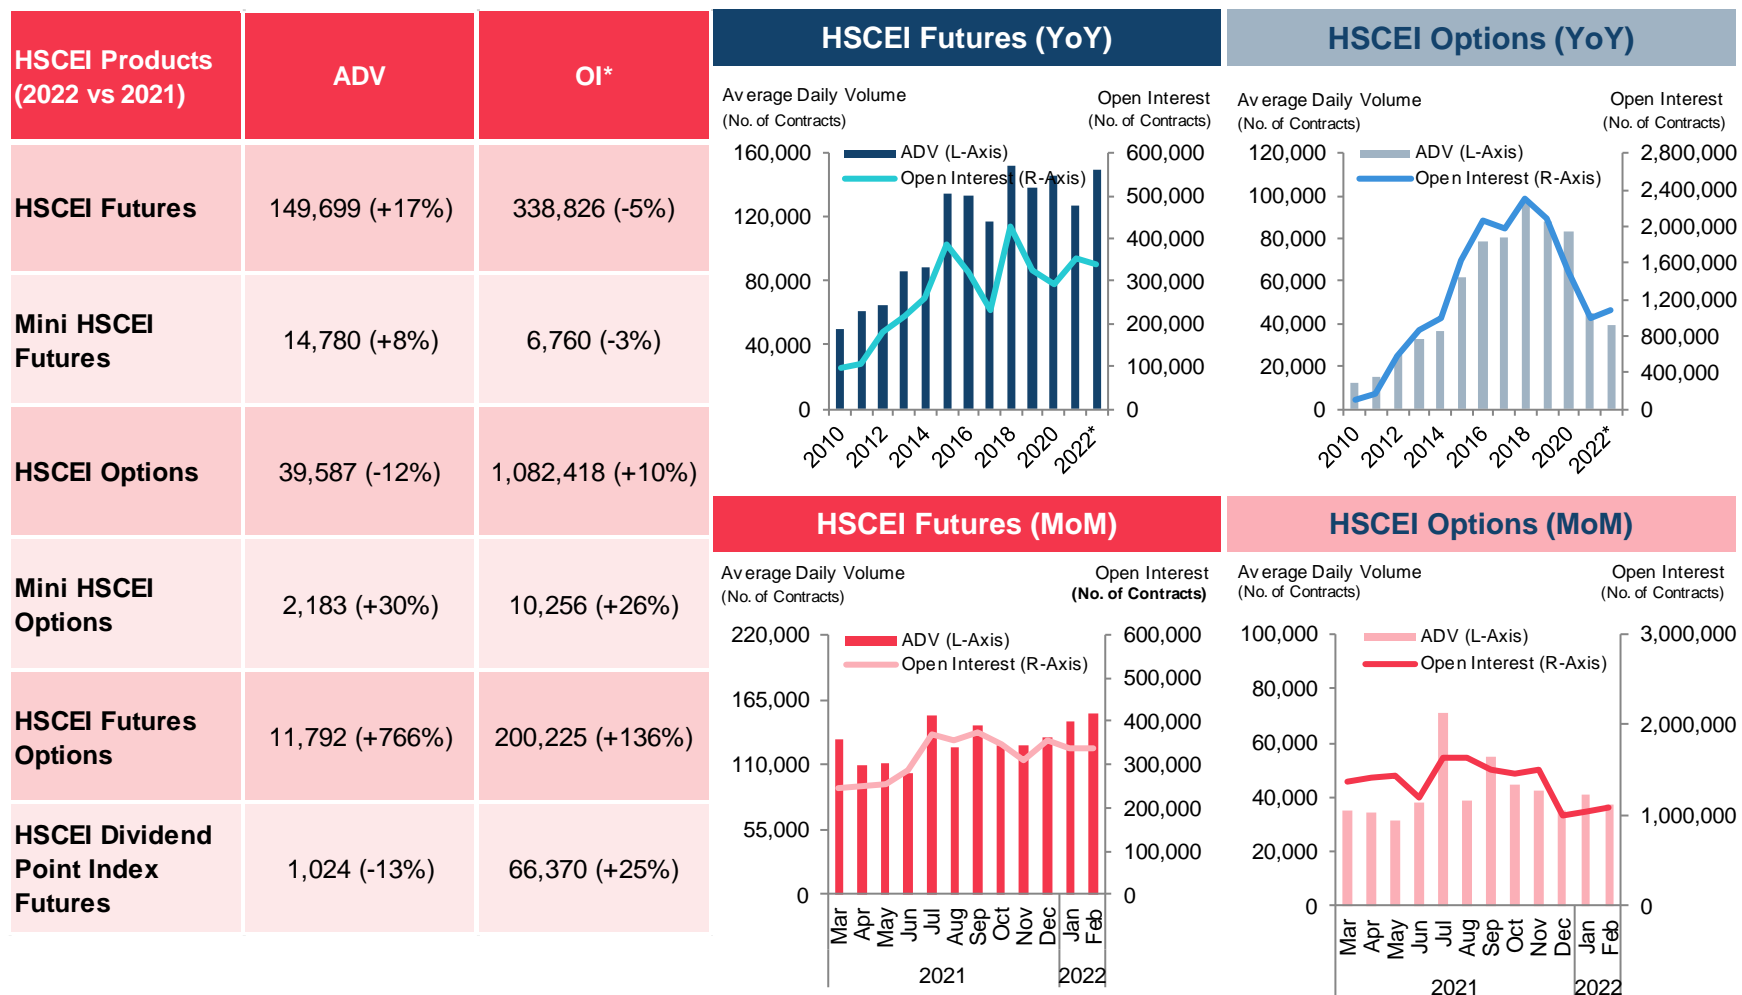 HSCEI Products
(2022 vs 2021)
ADV
OI*
HSCEI Futures
149,699 (+17%)
338,826 (-5%)
Mini HSCEI
Futures
14,780 (+8%)
6,760 (-3%)
HSCEI Options
39,587 (-12%)
1,082,418 (+10%)
Mini HSCEI
Options
2,183 (+30%)
10,256 (+26%)
HSCEI Futures
Options
11,792 (+766%)
200,225 (+136%)
HSCEI Dividend
Point Index
Futures
1,024 (-13%)
66,370 (+25%)
HSCEI Futures (YoY)
Average Daily Volume
(No. of Contracts)
Open Interest
(No. of Contracts)
ADV (L-Axis)
Open Interest (R-Axis)
160,000
120,000
80,000
40,000
0
600,000
500,000
400,000
300,000
200,000
100,000
0
2010
2012
2014
2016
2018
2020
2022*
HSCEI Options (YoY)
Average Daily Volume
(No. of Contracts)
Open Interest
(No. of Contracts)
ADV (L-Axis)
Open Interest (R-Axis)
120,000
100,000
80,000
60,000
40,000
20,000
0
2,800,000
2,400,000
2,000,000
1,600,000
1,200,000
800,000
400,000
0
2010
2012
2014
2016
2018
2020
2022*
HSCEI Futures (MoM)
Average Daily Volume
(No. of Contracts)
Open Interest
(No. of Contracts)
ADV (L-Axis)
Open Interest (R-Axis)
220,000
165,000
110,000
55,000
0
600,000
500,000
400,000
300,000
200,000
100,000
0
Mar
Apr
May
Jun
Jul
Aug
Sep
Oct
Nov
Dec
Jan
Feb
2021
2022
HSCEI Options (MoM)
Average Daily Volume
(No. of Contracts)
Open Interest
(No. of Contracts)
ADV (L-Axis)
Open Interest (R-Axis)
100,000
80,000
60,000
40,000
20,000
0
3,000,000
2,000,000
1,000,000
0
Mar
Apr
May
Jun
Jul
Aug
Sep
Oct
Nov
Dec
Jan
Feb
2021
2022